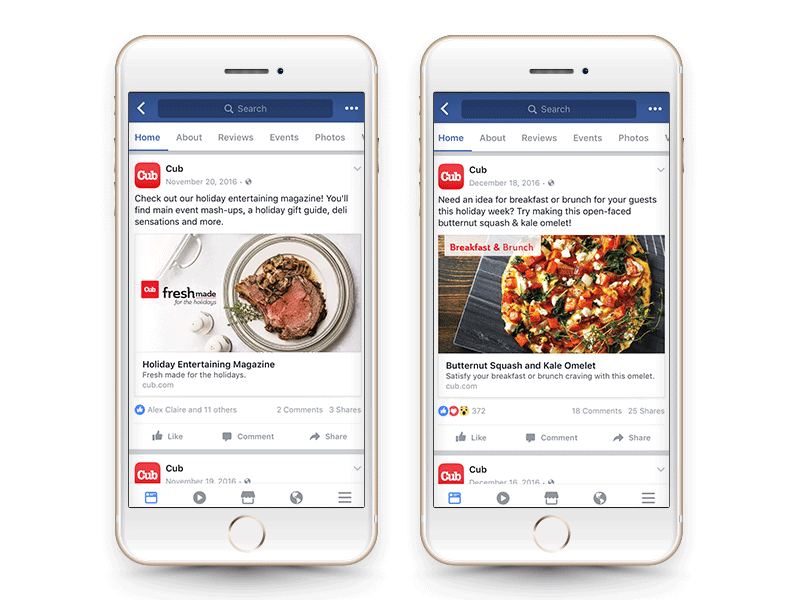 Search
Home About Reviews Events Photos
Cub
Cub
November 20, 2016
Check out our holiday entertaining magazine! You'll
find main event mash-ups, a holiday gift guide, deli
sensations and more.
Cub
fresh made
for the holidays
Holiday Entertaining Magazine
Fresh made for the holidays.
cub.com
Alex Claire and 11 others 2 Comments 3 Shares
Like Comment Share
Cub
Cub
November 19, 2016
Search
Home About Reviews Events Photos
Cub
Cub
December 18, 2016
Need an idea for breakfast or brunch for your guests
this holiday week? Try making this open-faced
butternut squash & kale omelet!
Breakfast & Brunch
Butternut Squash and Kale Omelet
Satisfy your breakfast or brunch craving with this omelet.
cub.com
372 18 Comments 25 Shares
Like Comment Share
Cub
Cub
December 16, 2016